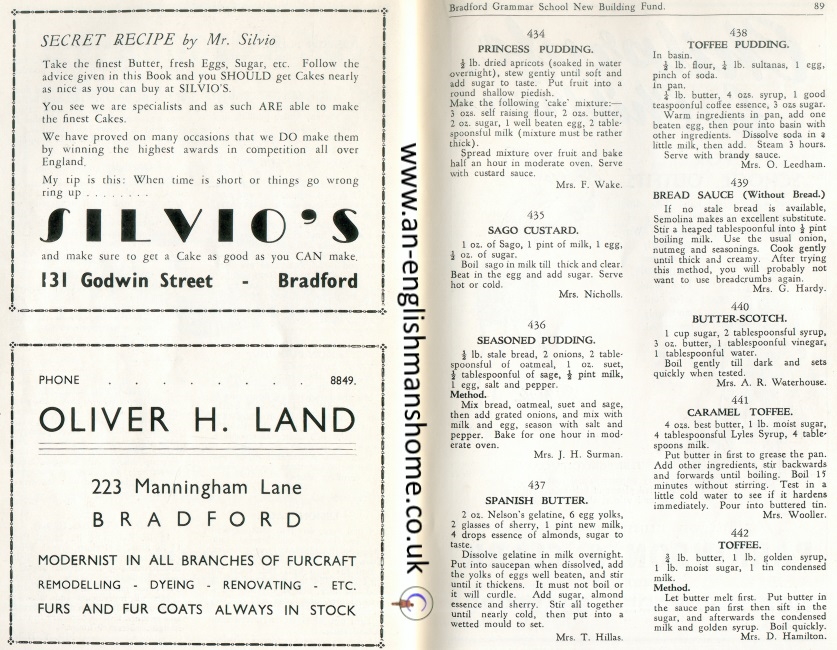 SECRET RECIPE by Mr. Silvio
Take the finest Butter, fresh Eggs, Sugar, etc. Follow the
advice given in this Book and you SHOULD get Cakes nearly
as nice as you can buy at SILVIO'S.
You see we are specialists and as such ARE able to make
the finest Cakes.
We have proved on many occasions that we DO make them
by winning the highest awards in competition all over
England.
My tip is this: When time is short or things go wrong
ring up . . . . . . . .
SILVIO'S
and make sure to get a Cake as good as you CAN make.
131 Godwin Street - Bradford
PHONE . . . . . . . . . 8849.
OLIVER H. LAND
223 Manningham Lane
BRADFORD
MODERNIST IN ALL BRANCHES OF FURCRAFT
REMODELLING - DYEING - RENOVATING - ETC.
FURS AND FUR COATS ALWAYS IN STOCK
www.an-englishmanshome.co.uk
Bradford Grammar School New Building Fund. 89
434
PRINCESS PUDDING.
½ lb. dried apricots (soaked in water
overnight), stew gently until soft and
add sugar to taste. Put fruit into a
round shallow piedish.
Make the following 'cake' mixture:—
3 ozs. self raising flour, 2 ozs. butter,
2 oz. sugar, 1 well beaten egg, 2 table-
spoonsful milk (mixture must be rather
thick).
Spread mixture over fruit and bake
half an hour in moderate oven. Serve
with custard sauce.
Mrs. F. Wake.
435
SAGO CUSTARD.
1 oz. of Sago, 1 pint of milk, 1 egg,
oz. of sugar.
Boil sago in milk till thick and clear.
Beat in the egg and add sugar. Serve
hot or cold.
Mrs. Nicholls.
436
SEASONED PUDDING.
lb. stale bread, 2 onions, 2 table-
spoonsful of oatmeal, 1 oz. suet,
tablespoonful of sage, ½ pint milk,
1 egg, salt and pepper.
Method.
Mix bread, oatmeal, suet and sage,
then add grated onions, and mix with
milk and egg, season with salt and
pepper. Bake for one hour in mod-
erate oven.
Mrs. J. H. Surman.
437
SPANISH BUTTER.
2 oz. Nelson's gelatine, 6 egg yolks,
2 glasses of sherry, 1 pint new milk,
4 drops essence of almonds, sugar to
taste.
Dissolve gelatine in milk overnight.
Put into saucepan when dissolved, add
the yolks of eggs well beaten, and stir
until it thickens. It must not boil or
it will curdle. Add sugar, almond
essence and sherry. Stir all together
until nearly cold, then put into a
wetted mould to set.
Mrs. T. Hillas.
438
TOFFEE PUDDING.
In basin.
½ lb. flour, ¼ lb. sultanas, 1 egg,
pinch of soda.
In pan.
¼ lb. butter, 4 ozs. syrup, 1 good
teaspoonful coffee essence, 3 ozs sugar.
Warm ingredients in pan, add one
beaten egg, then pour into basin with
other ingredients. Dissolve soda in a
little milk, then add. Steam 3 hours.
Serve with brandy sauce.
Mrs. O. Leedham.
439
BREAD SAUCE (Without Bread.)
If no stale bread is available,
Semolina makes an excellent substitute.
Stir a heaped tablespoonful into ½ pint
boiling milk. Use the usual onion,
nutmeg and seasonings. Cook gently
until thick and creamy. After trying
this method, you will probably not
want to use breadcrumbs again.
Mrs. G. Hardy.
440
BUTTER-SCOTCH.
1 cup sugar, 2 tablespoonsful syrup,
3 oz. butter, 1 tablespoonful vinegar,
1 tablespoonful water.
Boil gently till dark and sets
quickly when tested.
Mrs. A. R. Waterhouse.
441
CARAMEL TOFFEE.
4 ozs. best butter, 1 lb. moist sugar,
4 tablespoonsful Lyles Syrup, 4 table-
spoons milk.
Put butter in first to grease the pan.
Add other ingredients, stir backwards
and forwards until boiling. Boil 15
minutes without stirring. Test in a
little cold water to see if it hardens
immediately. Pour into buttered tin.
Mrs. Wooller.
442
TOFFEE.
lb. butter, 1 lb. golden syrup,
1 lb. moist sugar, 1 tin condensed
milk.
Method.
Let butter melt first. Put butter in
the sauce pan first then sift in the
sugar, and afterwards the condensed
milk and golden syrup. Boil quickly.
Mrs. D. Hamilton.